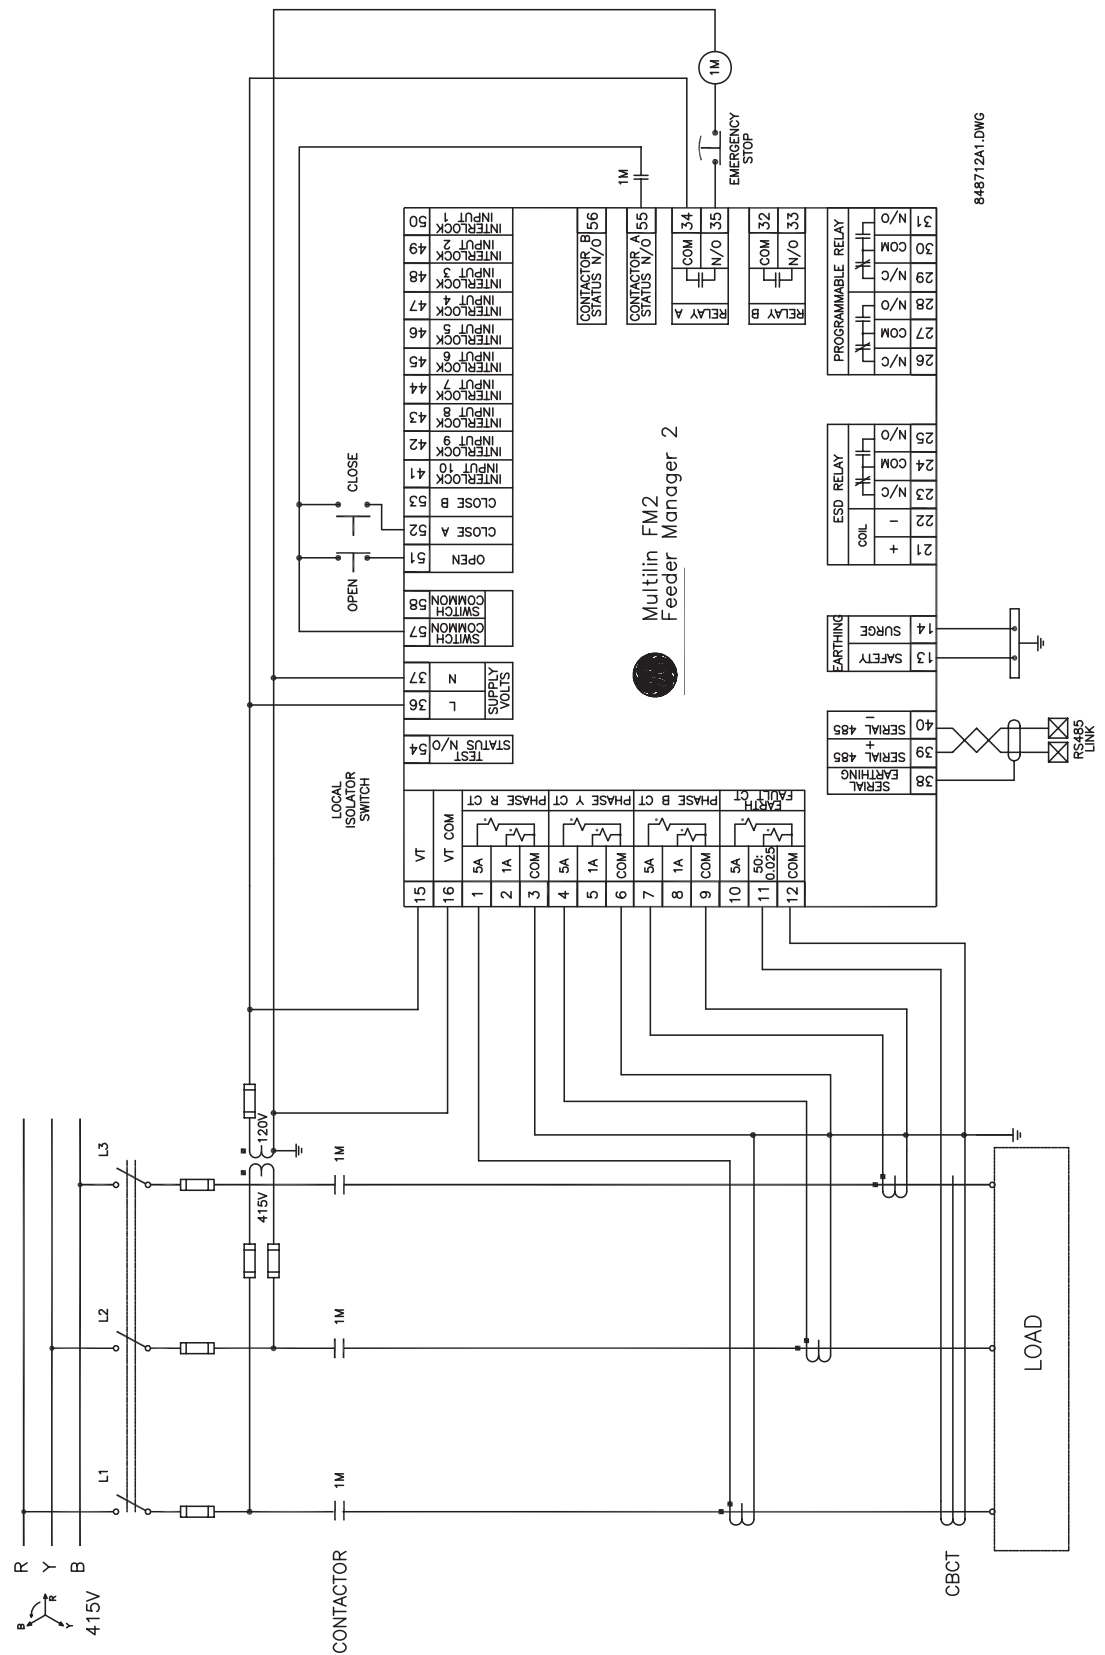 R
Y
B
415V
B
R
Y
L1
L2
L3
415V
120V
CONTACTOR
1M
1M
1M
CBCT
LOAD
LOCAL
ISOLATOR
SWITCH
OPEN
CLOSE
1M
1M
EMERGENCY
STOP
848712A1.DWG
Multilin FM2
Feeder Manager 2
50 INTERLOCK INPUT 1
49 INTERLOCK INPUT 2
48 INTERLOCK INPUT 3
47 INTERLOCK INPUT 4
46 INTERLOCK INPUT 5
45 INTERLOCK INPUT 6
44 INTERLOCK INPUT 7
43 INTERLOCK INPUT 8
42 INTERLOCK INPUT 9
41 INTERLOCK INPUT 10
53 CLOSE B
52 CLOSE A
51 OPEN
58 SWITCH COMMON
57 SWITCH COMMON
37 N
36 L
SUPPLY
VOLTS
54 TEST STATUS N/O
15 VT
16 VT COM
1 5A
2 1A
3 COM
PHASE R CT
4 5A
5 1A
6 COM
PHASE Y CT
7 5A
8 1A
9 COM
PHASE B CT
10 5A
11 50:0.025
12 COM
EARTH
FAULT CT
CONTACTOR B
STATUS N/O 56
CONTACTOR A
STATUS N/O 55
RELAY A
COM 34
N/O 35
RELAY B
COM 32
N/O 33
PROGRAMMABLE RELAY
N/O 31
COM 30
N/C 29
N/O 28
COM 27
N/C 26
ESD RELAY
N/O 25
COM 24
N/C 23
COIL
- 22
+ 21
EARTHING
SURGE 14
SAFETY 13
SERIAL 485 - 40
SERIAL 485 + 39
SERIAL EARTHING 38
RS485
LINK